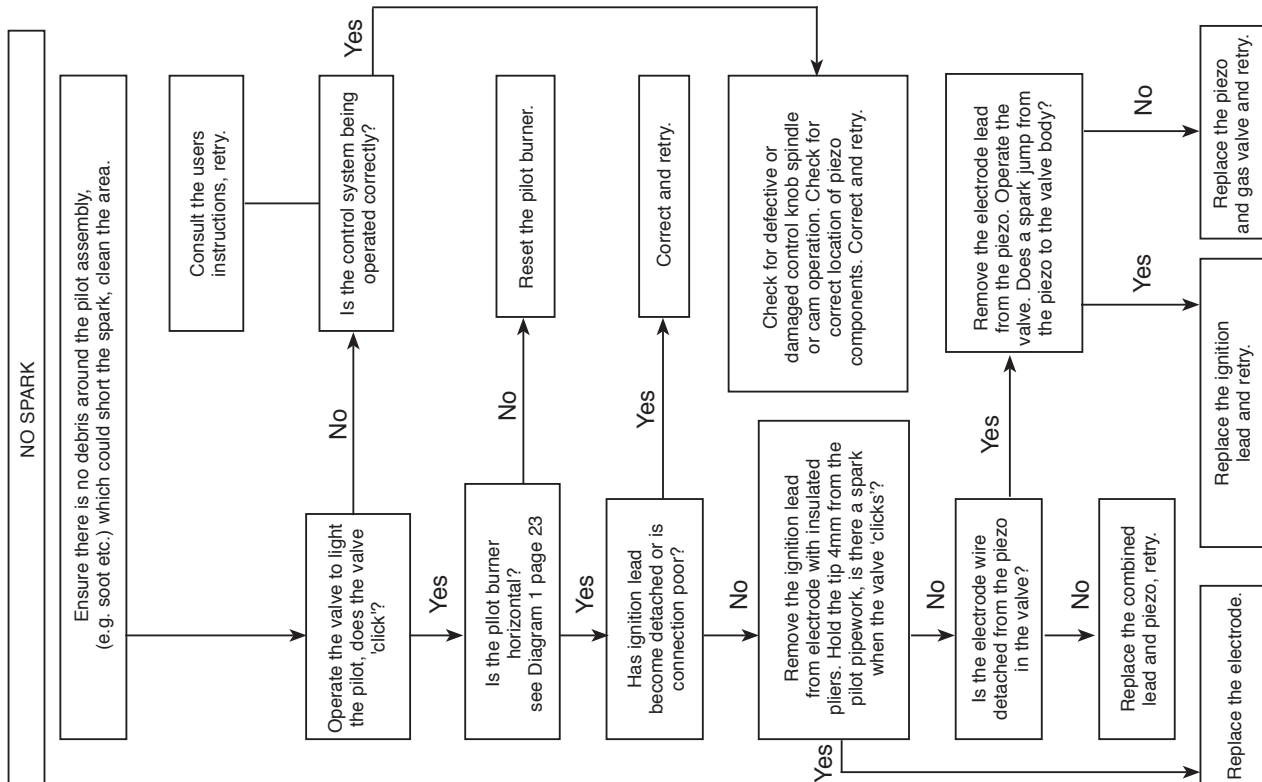 NO SPARK
Ensure there is no debris around the pilot assembly,
(e.g. soot etc.) which could short the spark, clean the area.
Consult the users
instructions, retry.
Operate the valve to light
the pilot, does the valve
'click'?
No
Is the control system being
operated correctly?
Yes
Yes
Is the pilot burner
horizontal?
see Diagram 1 page 23
No
Reset the pilot burner.
Yes
Has ignition lead
become detached or is
connection poor?
Yes
Correct and retry.
No
Check for defective or
damaged control knob spindle
or cam operation. Check for
correct location of piezo
components. Correct and retry.
Remove the ignition lead
from electrode with insulated
pliers. Hold the tip 4mm from the
pilot pipework, is there a spark
when the valve 'clicks'?
Yes
No
Is the electrode wire
detached from the piezo
in the valve?
Yes
Remove the electrode lead
from the piezo. Operate the
valve. Does a spark jump from
the piezo to the valve body?
No
Replace the combined
lead and piezo, retry.
Yes
No
Replace the electrode.
Replace the ignition
lead and retry.
Replace the piezo
and gas valve and retry.